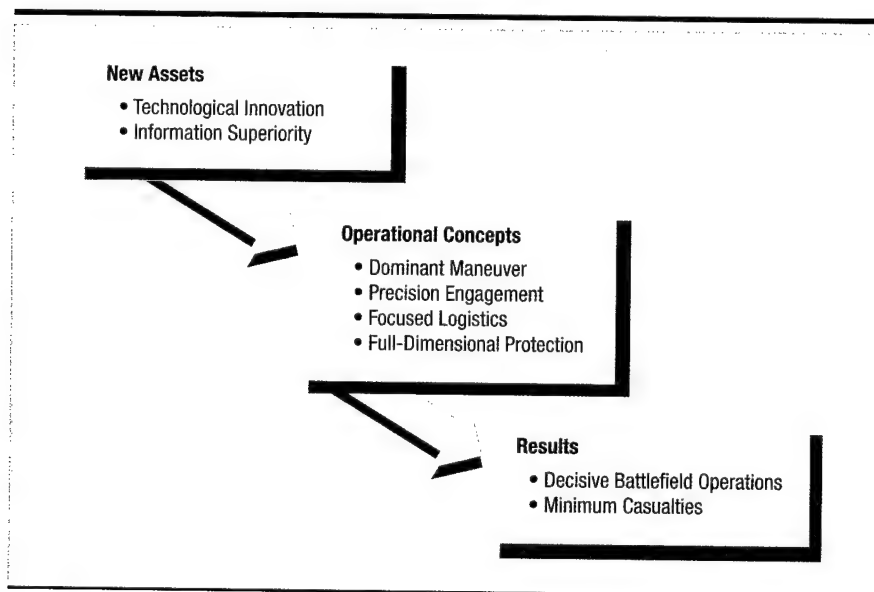 New Assets
• Technological Innovation
• Information Superiority
Operational Concepts
• Dominant Maneuver
• Precision Engagement
• Focused Logistics
• Full-Dimensional Protection
Results
• Decisive Battlefield Operations
• Minimum Casualties